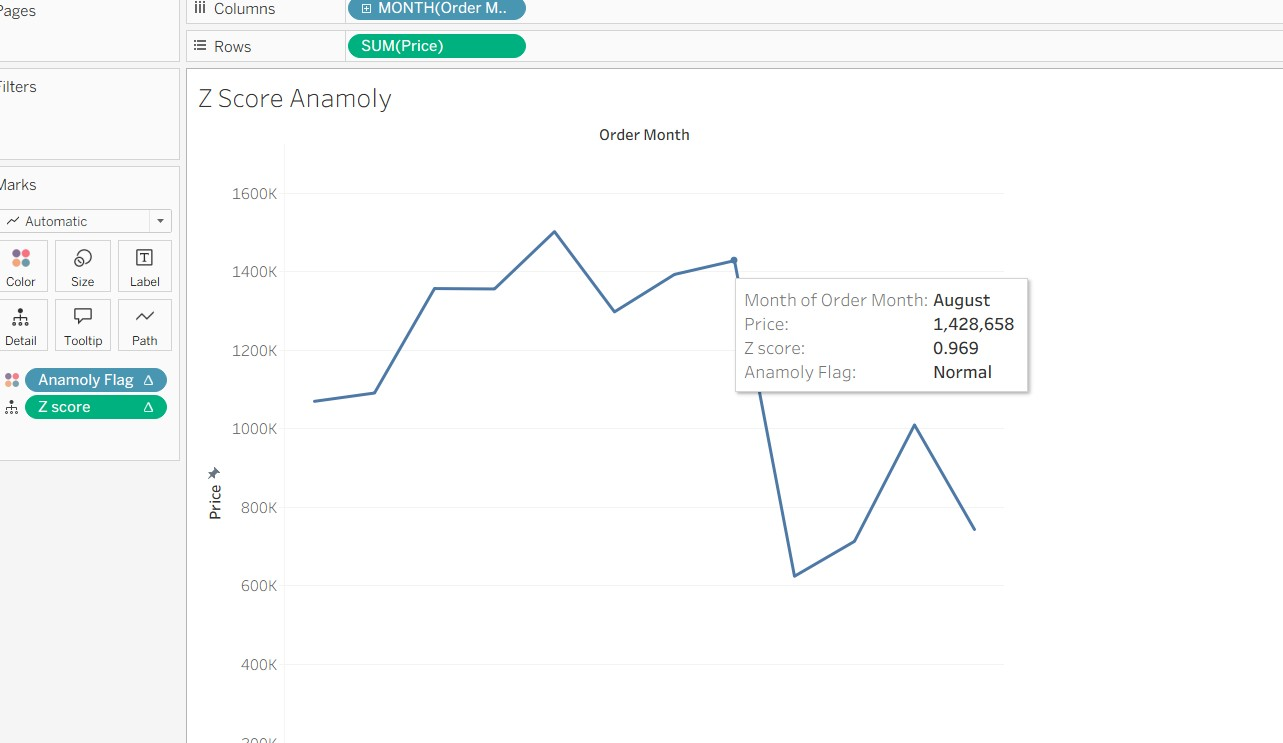 Pages
Columns
MONTH(Order M..
Rows
SUM(Price)
Filters
Z Score Anamoly
Order Month
Marks
Automatic
Color
Size
Label
Detail
Tooltip
Path
Anamoly Flag Δ
Z score Δ
1600K
1400K
1200K
1000K
800K
600K
400K
200K
Price
Month of Order Month: August
Price: 1,428,658
Z score: 0.969
Anamoly Flag: Normal